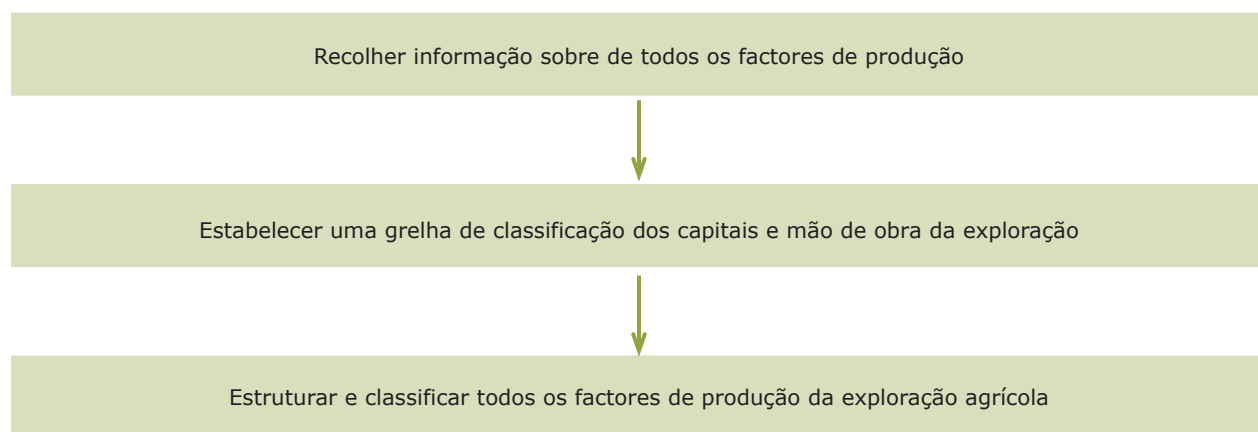 Recolher informação sobre de todos os factores de produção
Estabelecer uma grelha de classificação dos capitais e mão de obra da exploração
Estruturar e classificar todos os factores de produção da exploração agrícola